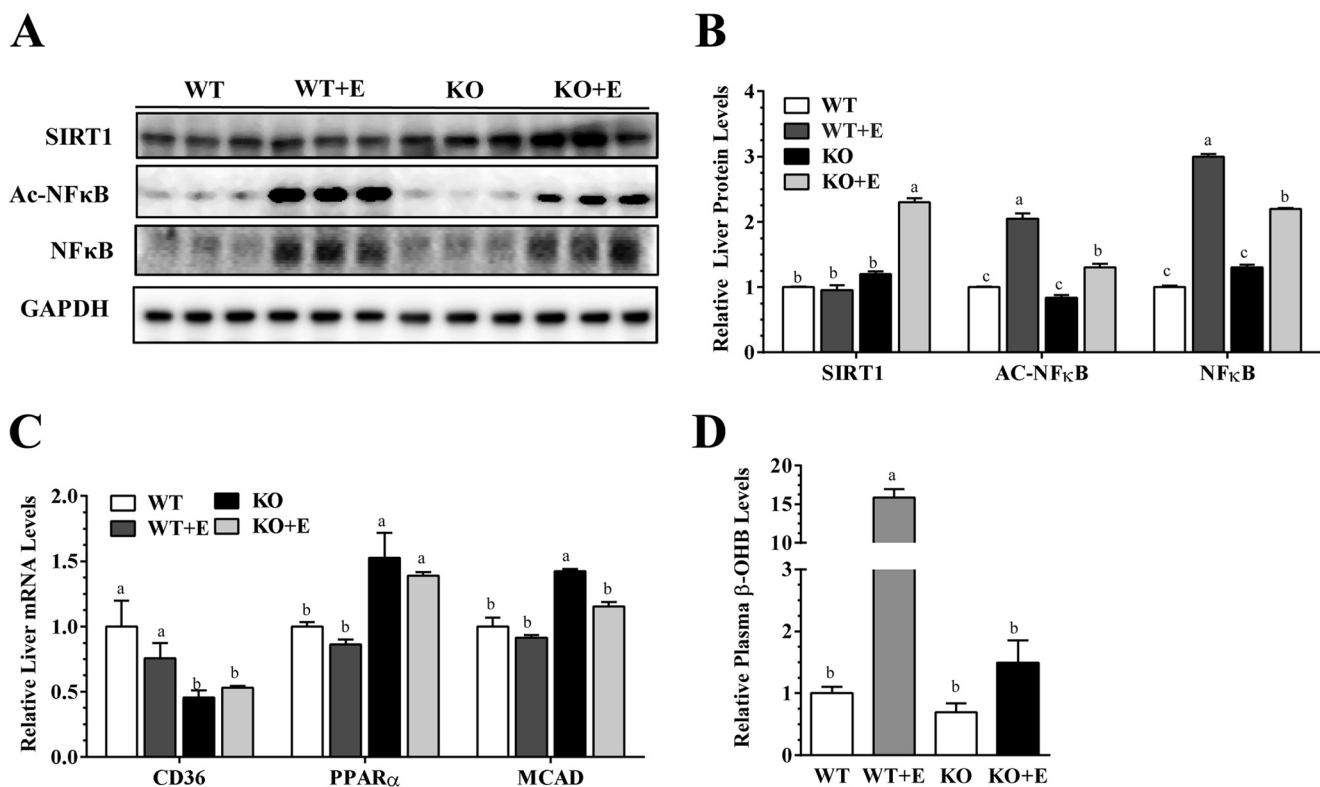 A
WT WT+E KO KO+E
SIRT1
Ac-NFκB
NFκB
GAPDH
B
Relative Liver Protein Levels
4
3
2
1
0
WT
WT+E
KO
KO+E
b b b a
c a c b
c a c b
SIRT1 AC-NFκB NFκB
C
Relative Liver mRNA Levels
2.0
1.5
1.0
0.5
0.0
WT KO
WT+E KO+E
a a b b
b b a a
b b a b
CD36 PPARα MCAD
D
Relative Plasma β-OHB Levels
20
15
10
3
2
1
0
b a b b
WT WT+E KO KO+E